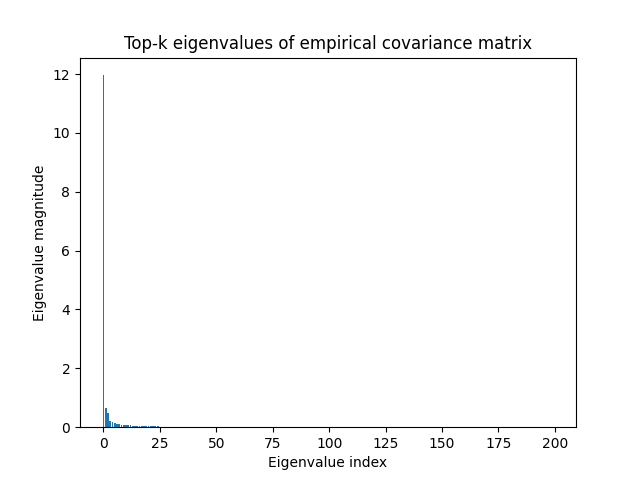 Top-k eigenvalues of empirical covariance matrix
12
10
8
6
4
2
0
Eigenvalue magnitude
0 25 50 75 100 125 150 175 200
Eigenvalue index